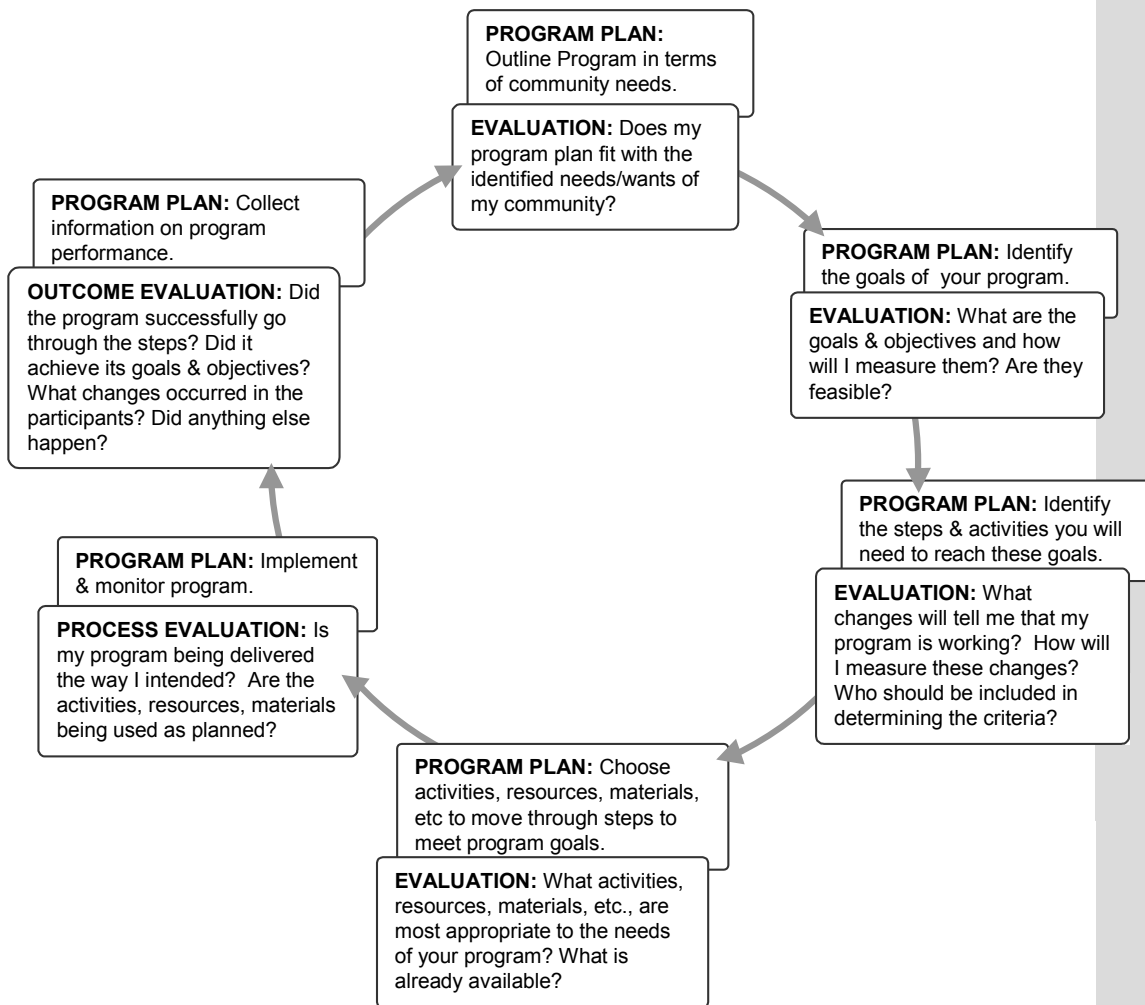 PROGRAM PLAN:
Outline Program in terms
of community needs.
EVALUATION: Does my
program plan fit with the
identified needs/wants of
my community?
PROGRAM PLAN: Identify
the goals of your program.
EVALUATION: What are the
goals & objectives and how
will I measure them? Are they
feasible?
PROGRAM PLAN: Identify
the steps & activities you will
need to reach these goals.
EVALUATION: What
changes will tell me that my
program is working? How will
I measure these changes?
Who should be included in
determining the criteria?
PROGRAM PLAN: Choose
activities, resources, materials,
etc to move through steps to
meet program goals.
EVALUATION: What activities,
resources, materials, etc., are
most appropriate to the needs
of your program? What is
already available?
PROGRAM PLAN: Implement
& monitor program.
PROCESS EVALUATION: Is
my program being delivered
the way I intended? Are the
activities, resources, materials
being used as planned?
PROGRAM PLAN: Collect
information on program
performance.
OUTCOME EVALUATION: Did
the program successfully go
through the steps? Did it
achieve its goals & objectives?
What changes occurred in the
participants? Did anything else
happen?